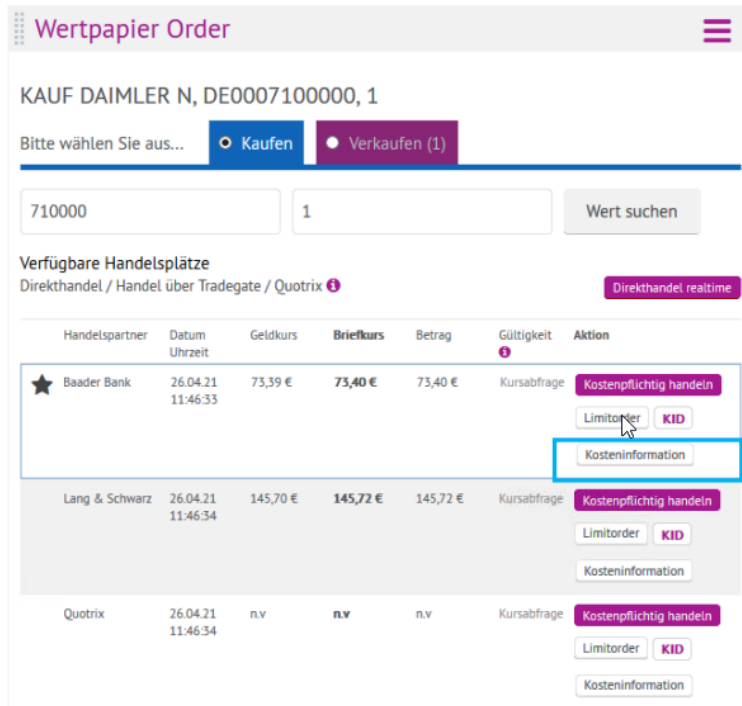 Wertpapier Order
KAUF DAIMLER N, DE0007100000, 1
Bitte wählen Sie aus... Kaufen Verkaufen (1)
710000 1 Wert suchen
Verfügbare Handelsplätze
Direkthandel / Handel über Tradegate / Quotrix i Direkthandel realtime
Handelspartner Datum Geldkurs Briefkurs Betrag Gültigkeit Aktion
Uhrzeit i
Baader Bank 26.04.21 73,39 € 73,40 € 73,40 € Kursabfrage Kostenpflichtig handeln
11:46:33
Limitorder KID
Kosteninformation
Lang & Schwarz 26.04.21 145,70 € 145,72 € 145,72 € Kursabfrage Kostenpflichtig handeln
11:46:34
Limitorder KID
Kosteninformation
Quotrix 26.04.21 n.v n.v n.v Kursabfrage Kostenpflichtig handeln
11:46:34
Limitorder KID
Kosteninformation